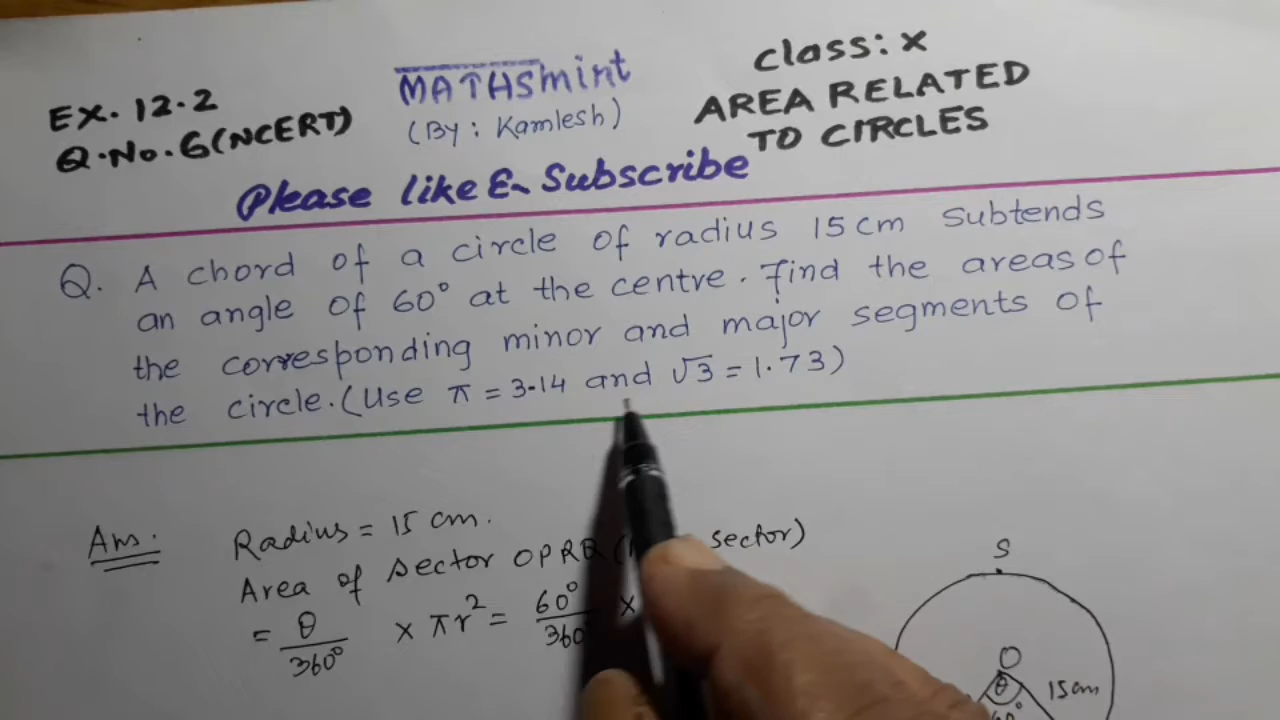 EX. 12.2
Q.No.6(NCERT)
MATHSmint
(By: Kamlesh)
class: X
AREA RELATED
TO CIRCLES
Please like & Subscribe
Q. A chord of a circle of radius 15cm subtends
an angle of 60° at the centre. Find the areas of
the corresponding minor and major segments of
the circle. (Use π = 3.14 and √3 = 1.73)
Ans. Radius = 15 cm.
Area of sector OPRQ ( sector)
= θ/360° × πr² = 60°/360° ×
S
O
θ
60°
15cm